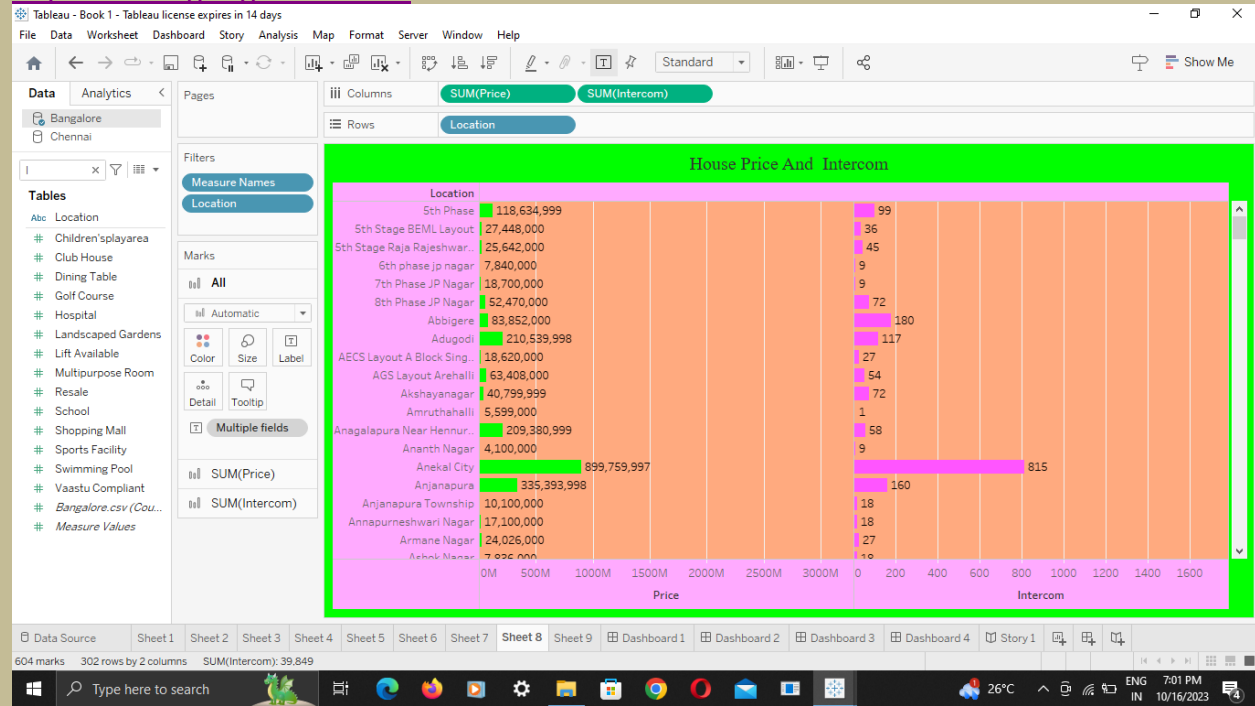 Tableau - Book 1 - Tableau license expires in 14 days
File Data Worksheet Dashboard Story Analysis Map Format Server Window Help
Standard
Show Me
Data Analytics
Bangalore
Chennai
l
Tables
Abc Location
# Children'splayarea
# Club House
# Dining Table
# Golf Course
# Hospital
# Landscaped Gardens
# Lift Available
# Multipurpose Room
# Resale
# School
# Shopping Mall
# Sports Facility
# Swimming Pool
# Vaastu Compliant
# Bangalore.csv (Cou...
# Measure Values
Pages
Filters
Measure Names
Location
Marks
All
Automatic
Color Size Label
Detail Tooltip
T Multiple fields
SUM(Price)
SUM(Intercom)
Columns SUM(Price) SUM(Intercom)
Rows Location
House Price And Intercom
Location
5th Phase 118,634,999 99
5th Stage BEML Layout 27,448,000 36
5th Stage Raja Rajeshwar.. 25,642,000 45
6th phase jp nagar 7,840,000 9
7th Phase JP Nagar 18,700,000 9
8th Phase JP Nagar 52,470,000 72
Abbigere 83,852,000 180
Adugodi 210,539,998 117
AECS Layout A Block Sing.. 18,620,000 27
AGS Layout Arehalli 63,408,000 54
Akshayanagar 40,799,999 72
Amruthahalli 5,599,000 1
Anagalapura Near Hennur.. 209,380,999 58
Ananth Nagar 4,100,000 9
Anekal City 899,759,997 815
Anjanapura 335,393,998 160
Anjanapura Township 10,100,000 18
Annapurneshwari Nagar 17,100,000 18
Armane Nagar 24,026,000 27
Ashok Nagar 7,836,000 18
0M 500M 1000M 1500M 2000M 2500M 3000M 0 200 400 600 800 1000 1200 1400 1600
Price Intercom
Data Source Sheet 1 Sheet 2 Sheet 3 Sheet 4 Sheet 5 Sheet 6 Sheet 7 Sheet 8 Sheet 9 Dashboard 1 Dashboard 2 Dashboard 3 Dashboard 4 Story 1
604 marks 302 rows by 2 columns SUM(Intercom): 39,849
Type here to search
26°C
ENG
IN
7:01 PM
10/16/2023
4